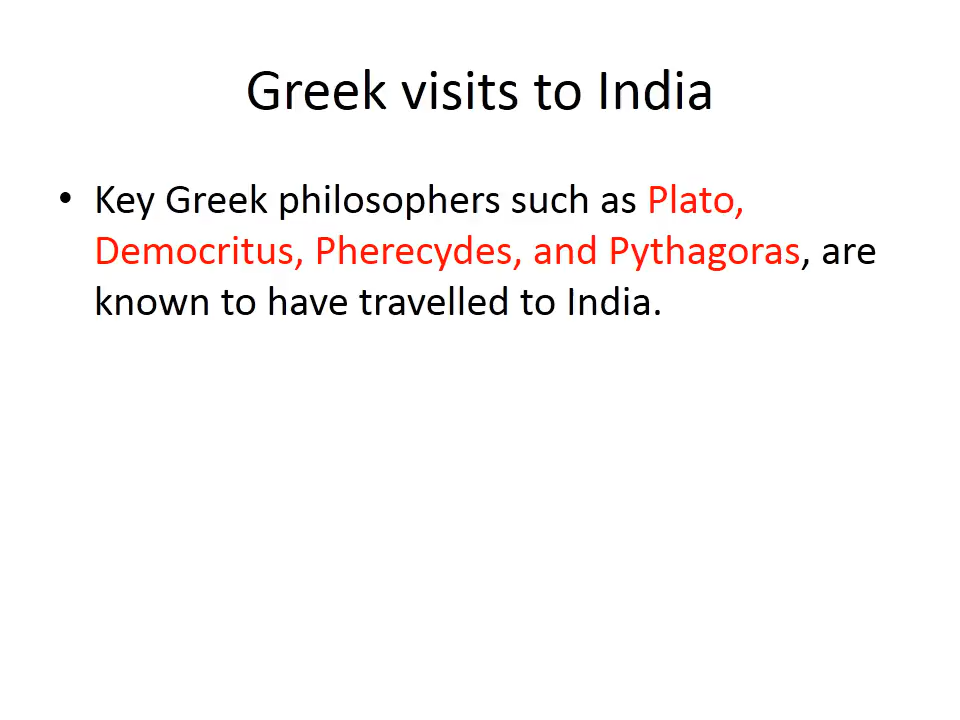 Greek visits to India
• Key Greek philosophers such as Plato,
Democritus, Pherecydes, and Pythagoras, are
known to have travelled to India.